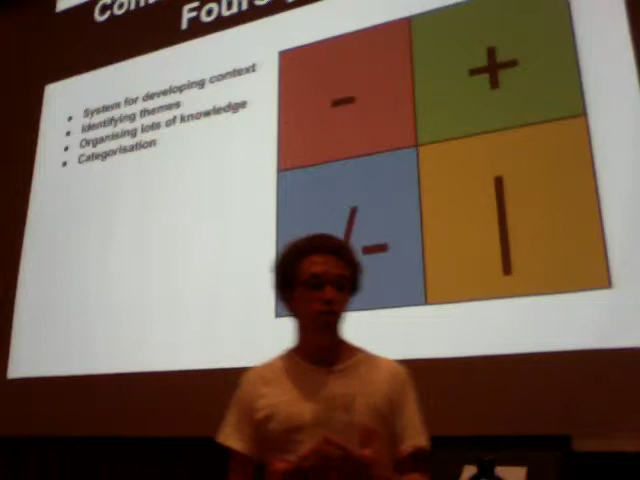 Fours
• System for developing context
• Identifying themes
• Organising lots of knowledge
• Categorisation
-
+
/-
|